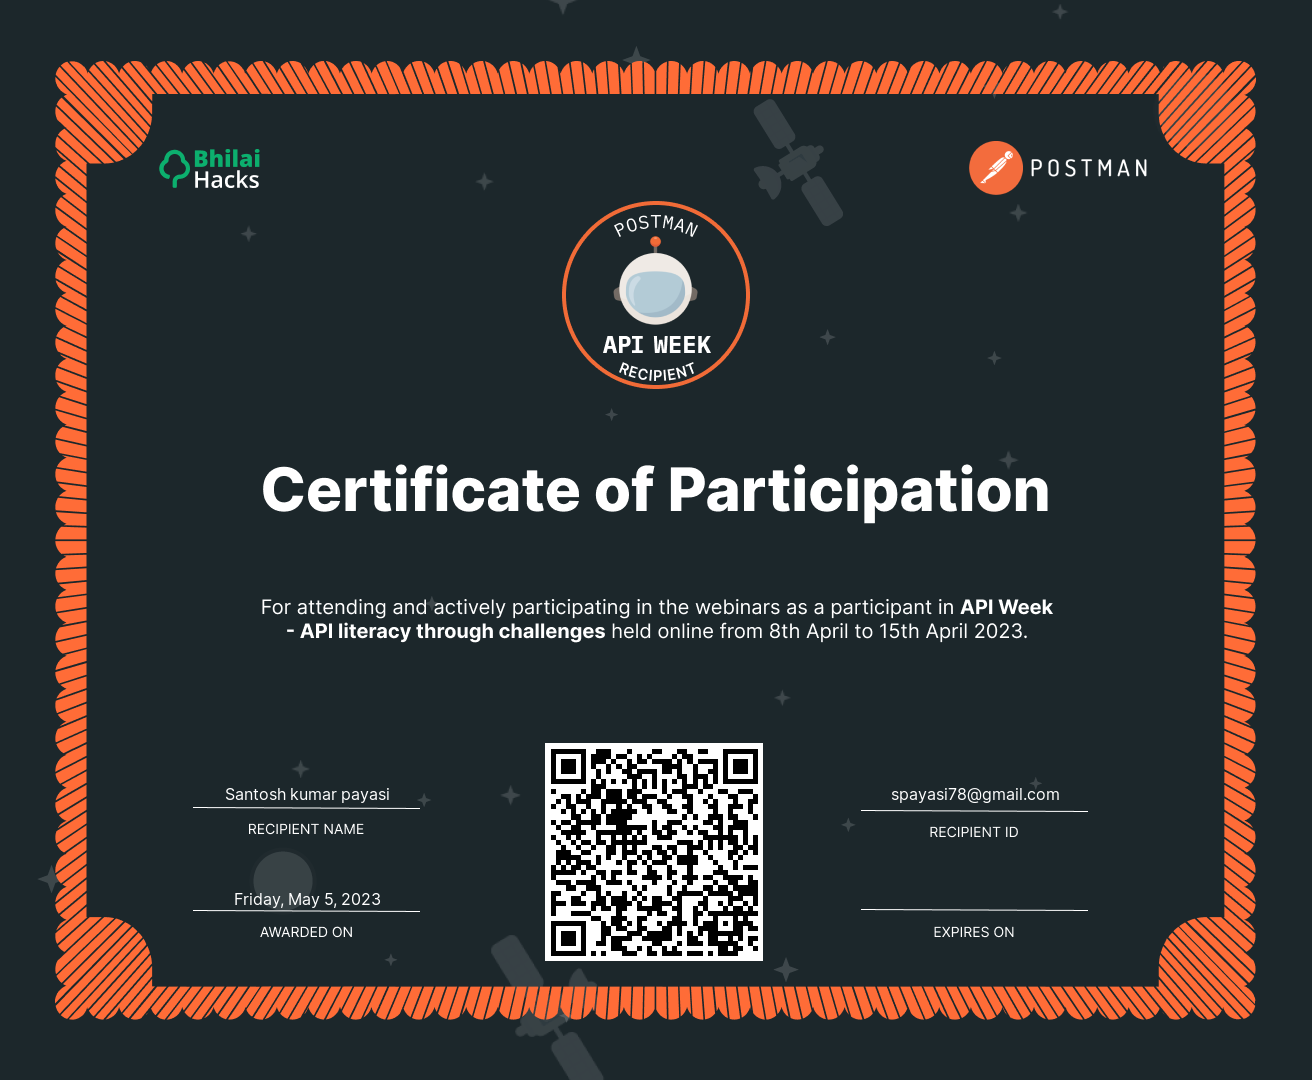 Bhilai
Hacks
POSTMAN
POSTMAN
API WEEK
RECIPIENT
Certificate of Participation
For attending and actively participating in the webinars as a participant in API Week
- API literacy through challenges held online from 8th April to 15th April 2023.
Santosh kumar payasi
RECIPIENT NAME
spayasi78@gmail.com
RECIPIENT ID
Friday, May 5, 2023
AWARDED ON
EXPIRES ON